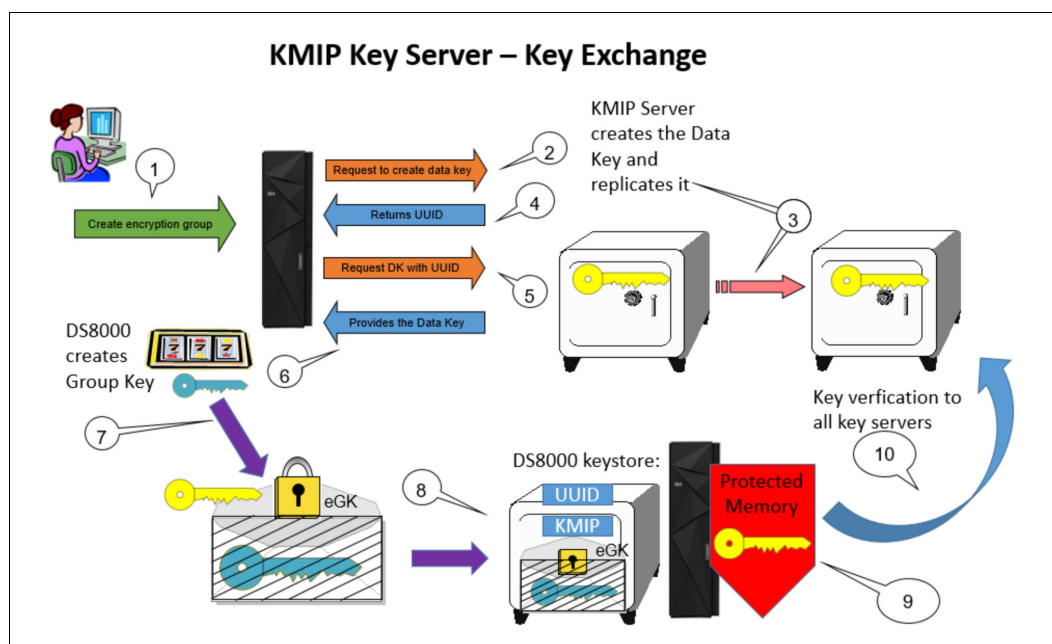 KMIP Key Server – Key Exchange
1
Create encryption group
Request to create data key
2
Returns UUID
4
Request DK with UUID
5
Provides the Data Key
6
KMIP Server
creates the Data
Key and
replicates it
3
DS8000
creates
Group Key
7 7 7
7
eGK
8
DS8000 keystore:
UUID
KMIP
eGK
Protected
Memory
9
Key verfication to
all key servers
10